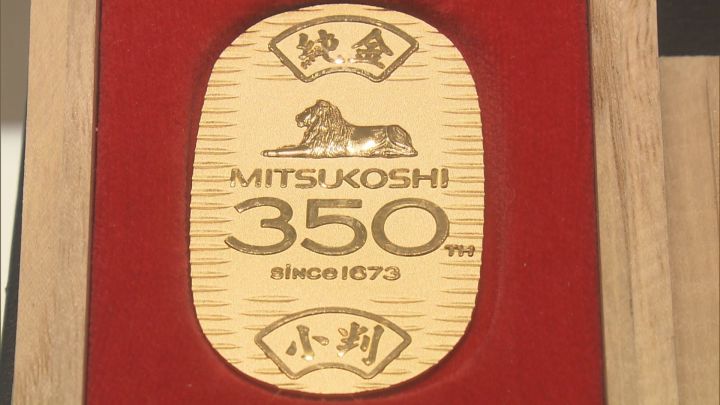 純金
MITSUKOSHI
350TH
since1673
小判